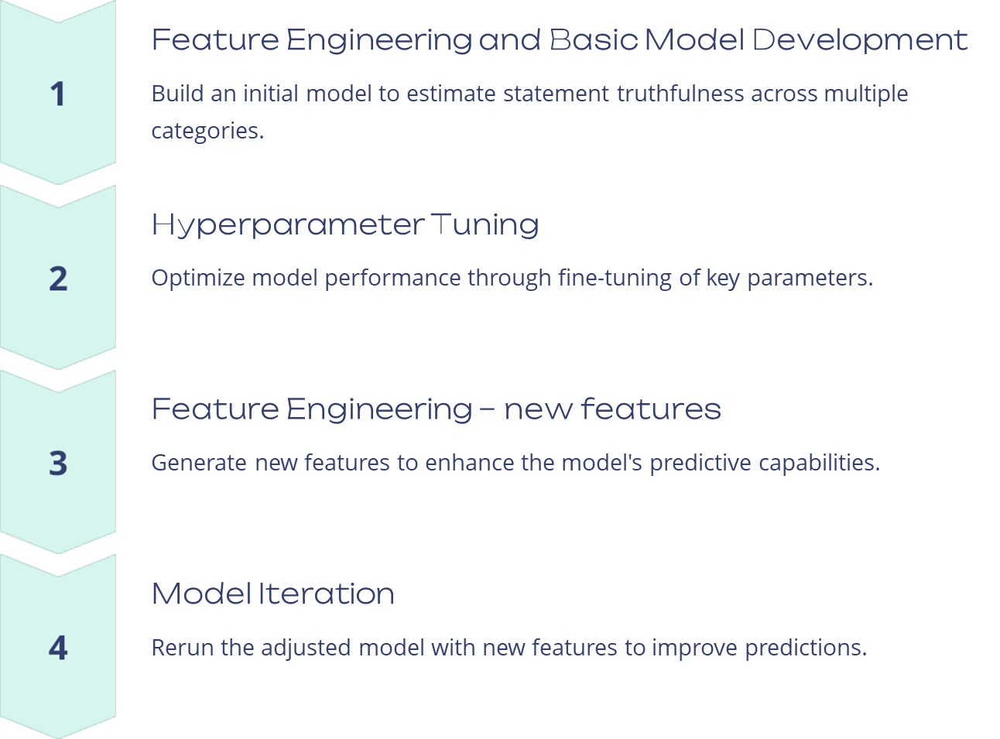 1
Feature Engineering and Basic Model Development
Build an initial model to estimate statement truthfulness across multiple
categories.
2
Hyperparameter Tuning
Optimize model performance through fine-tuning of key parameters.
3
Feature Engineering – new features
Generate new features to enhance the model's predictive capabilities.
4
Model Iteration
Rerun the adjusted model with new features to improve predictions.